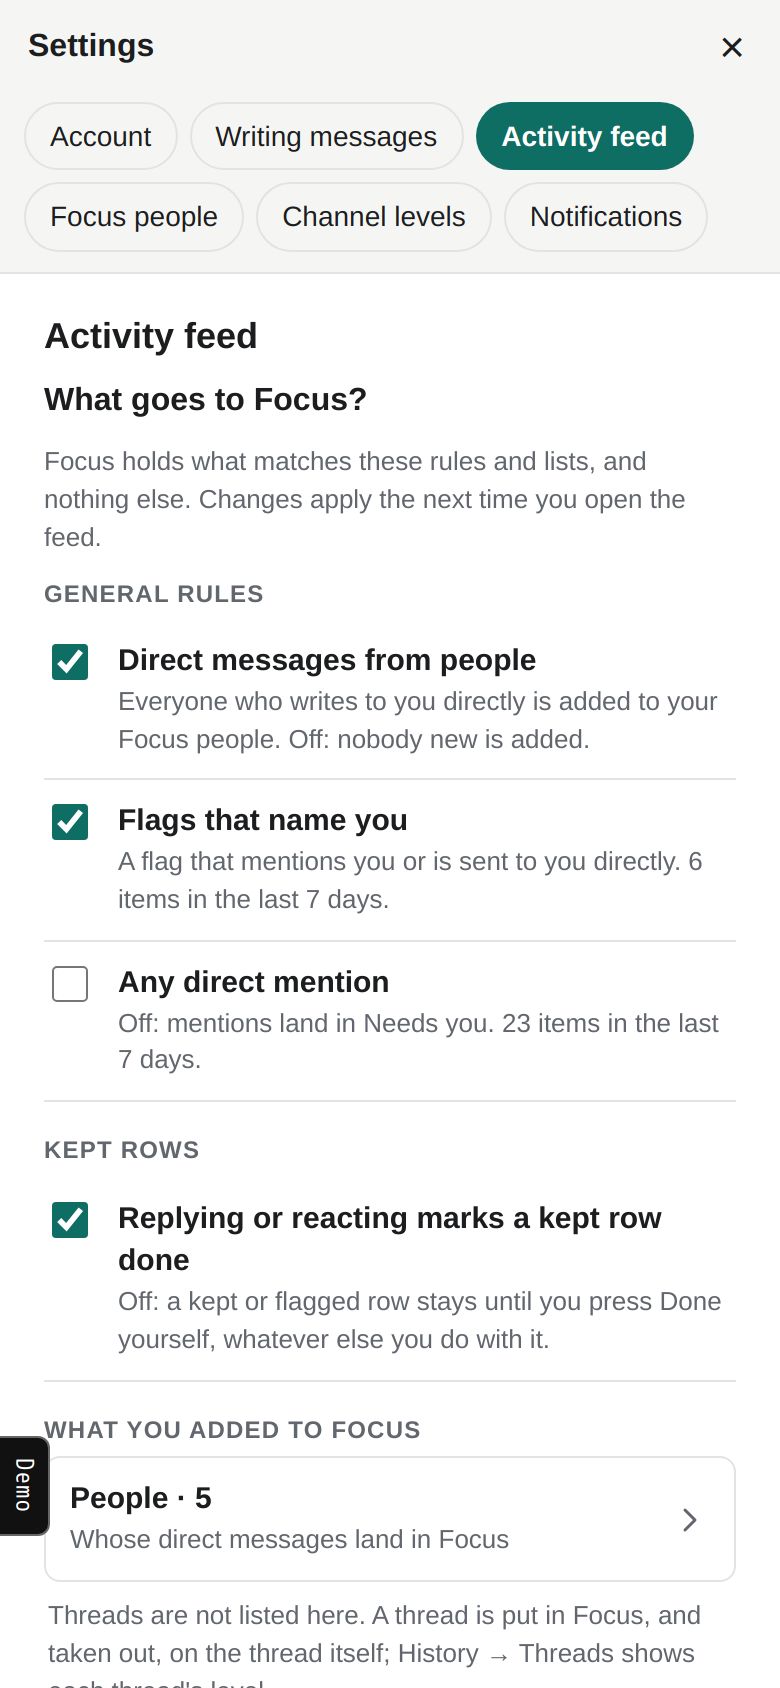 Settings
Account
Writing messages
Activity feed
Focus people
Channel levels
Notifications
Activity feed
What goes to Focus?
Focus holds what matches these rules and lists, and
nothing else. Changes apply the next time you open the
feed.
GENERAL RULES
Direct messages from people
Everyone who writes to you directly is added to your
Focus people. Off: nobody new is added.
Flags that name you
A flag that mentions you or is sent to you directly. 6
items in the last 7 days.
Any direct mention
Off: mentions land in Needs you. 23 items in the last
7 days.
KEPT ROWS
Replying or reacting marks a kept row
done
Off: a kept or flagged row stays until you press Done
yourself, whatever else you do with it.
WHAT YOU ADDED TO FOCUS
Demo
People · 5
Whose direct messages land in Focus
Threads are not listed here. A thread is put in Focus, and
taken out, on the thread itself; History → Threads shows
each thread's level